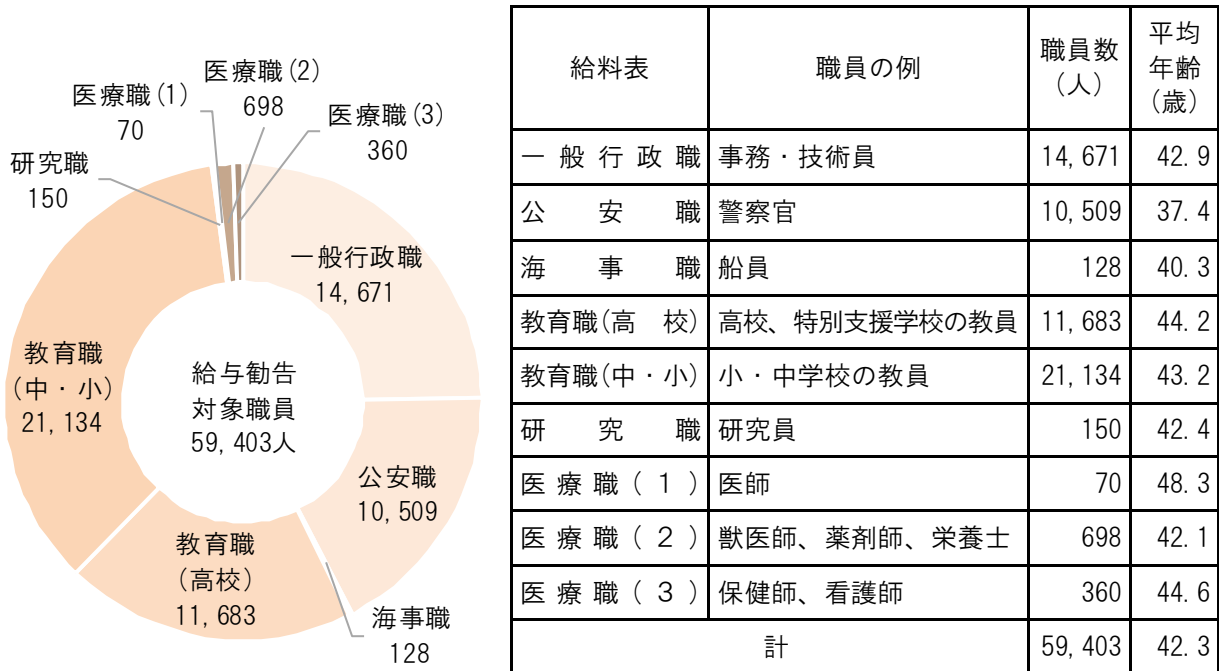 医療職(1)
70
医療職(2)
698
医療職(3)
360
研究職
150
一般行政職
14,671
教育職
(中・小)
21,134
給与勧告
対象職員
59,403人
公安職
10,509
教育職
(高校)
11,683
海事職
128
給料表 職員の例 職員数(人) 平均年齢(歳)
一般行政職 事務・技術員 14,671 42.9
公安職 警察官 10,509 37.4
海事職 船員 128 40.3
教育職(高校) 高校、特別支援学校の教員 11,683 44.2
教育職(中・小) 小・中学校の教員 21,134 43.2
研究職 研究員 150 42.4
医療職(1) 医師 70 48.3
医療職(2) 獣医師、薬剤師、栄養士 698 42.1
医療職(3) 保健師、看護師 360 44.6
計 59,403 42.3